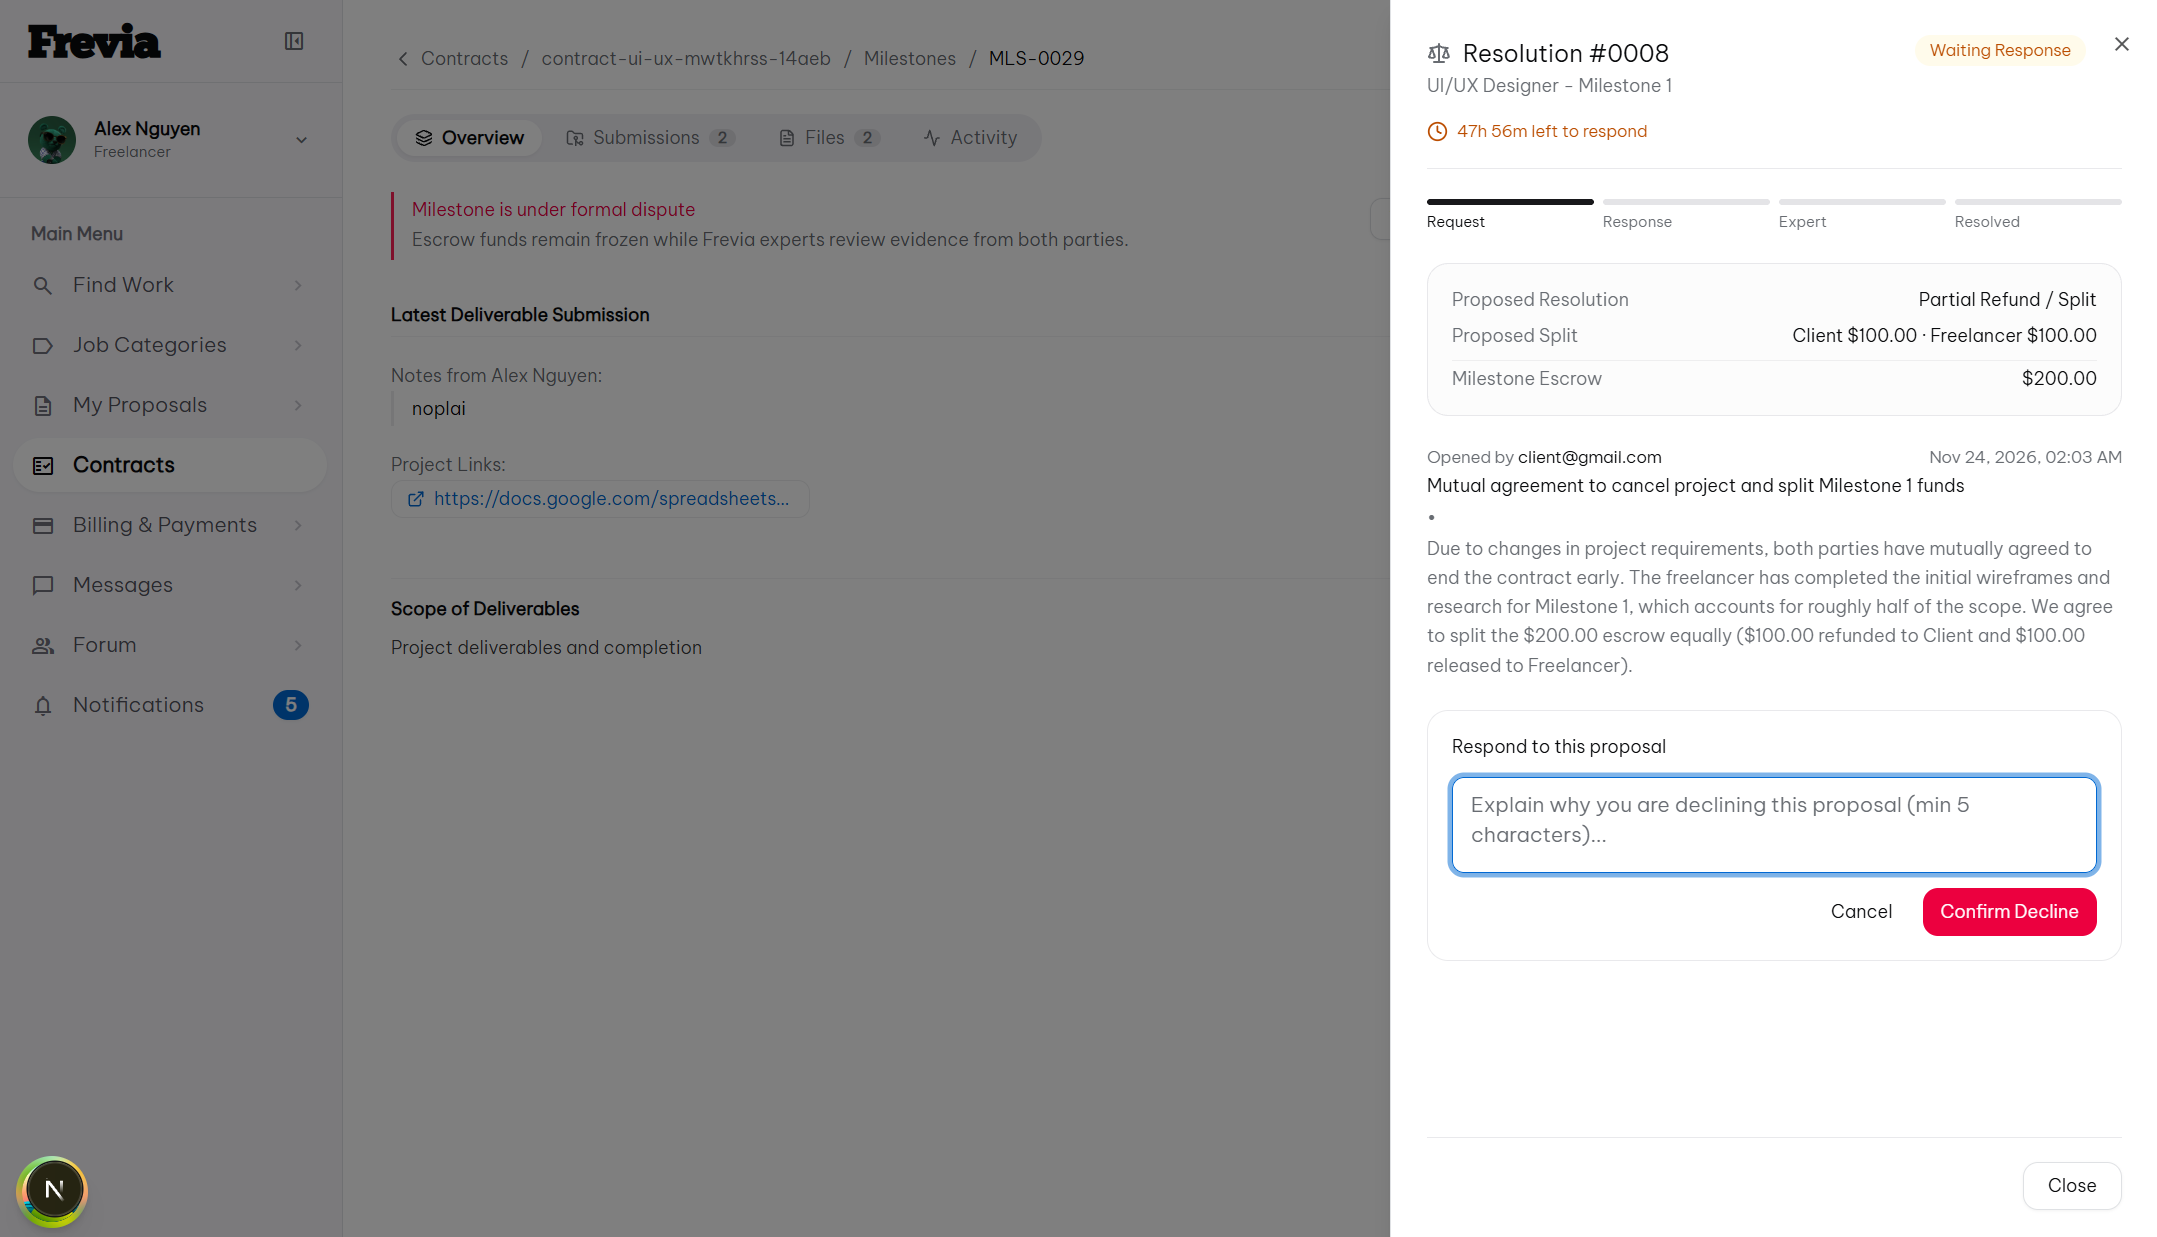 Frevia
Alex Nguyen
Freelancer
Main Menu
Find Work
Job Categories
My Proposals
Contracts
Billing & Payments
Messages
Forum
Notifications 5
N
Contracts / contract-ui-ux-mwtkhrss-14aeb / Milestones / MLS-0029
Overview Submissions 2 Files 2 Activity
Milestone is under formal dispute
Escrow funds remain frozen while Frevia experts review evidence from both parties.
Latest Deliverable Submission
Notes from Alex Nguyen:
noplai
Project Links:
https://docs.google.com/spreadsheets...
Scope of Deliverables
Project deliverables and completion
Resolution #0008
Waiting Response
UI/UX Designer - Milestone 1
47h 56m left to respond
Request Response Expert Resolved
Proposed Resolution Partial Refund / Split
Proposed Split Client $100.00 · Freelancer $100.00
Milestone Escrow $200.00
Opened by client@gmail.com Nov 24, 2026, 02:03 AM
Mutual agreement to cancel project and split Milestone 1 funds
•
Due to changes in project requirements, both parties have mutually agreed to
end the contract early. The freelancer has completed the initial wireframes and
research for Milestone 1, which accounts for roughly half of the scope. We agree
to split the $200.00 escrow equally ($100.00 refunded to Client and $100.00
released to Freelancer).
Respond to this proposal
Explain why you are declining this proposal (min 5
characters)...
Cancel Confirm Decline
Close